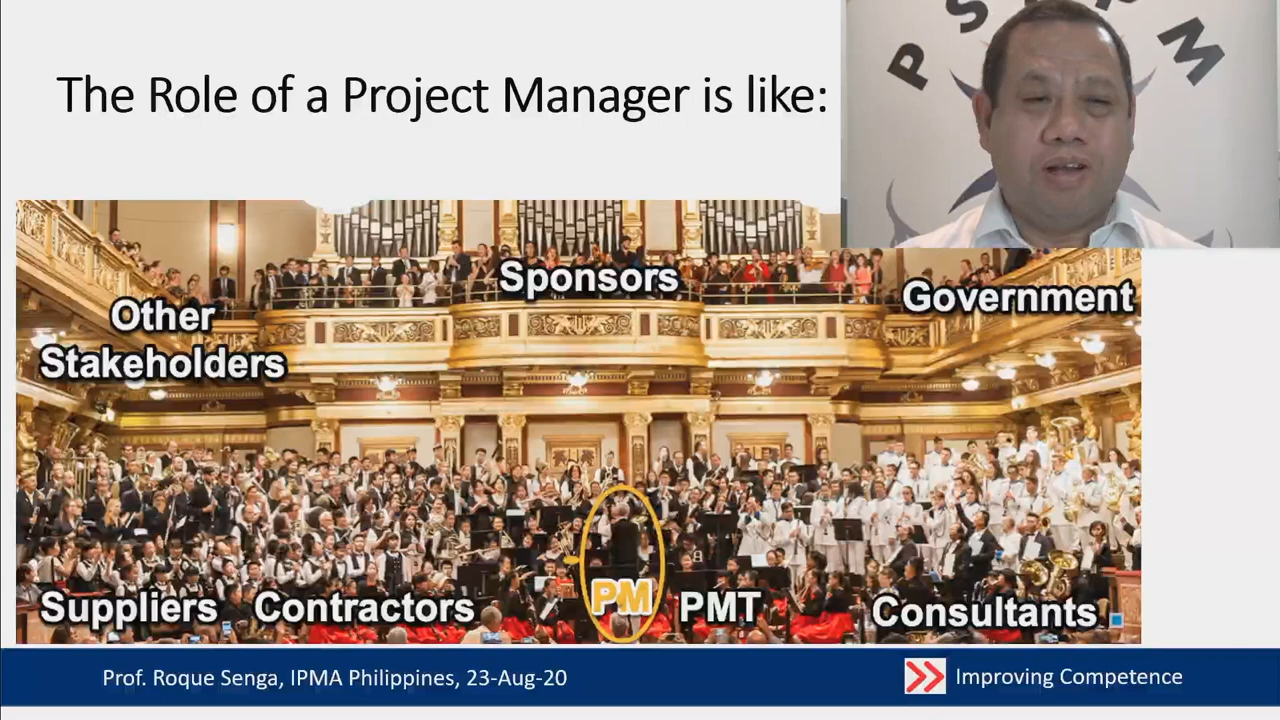 The Role of a Project Manager is like:
Sponsors
Government
Other
Stakeholders
Suppliers
Contractors
PM
PMT
Consultants
Prof. Roque Senga, IPMA Philippines, 23-Aug-20
Improving Competence